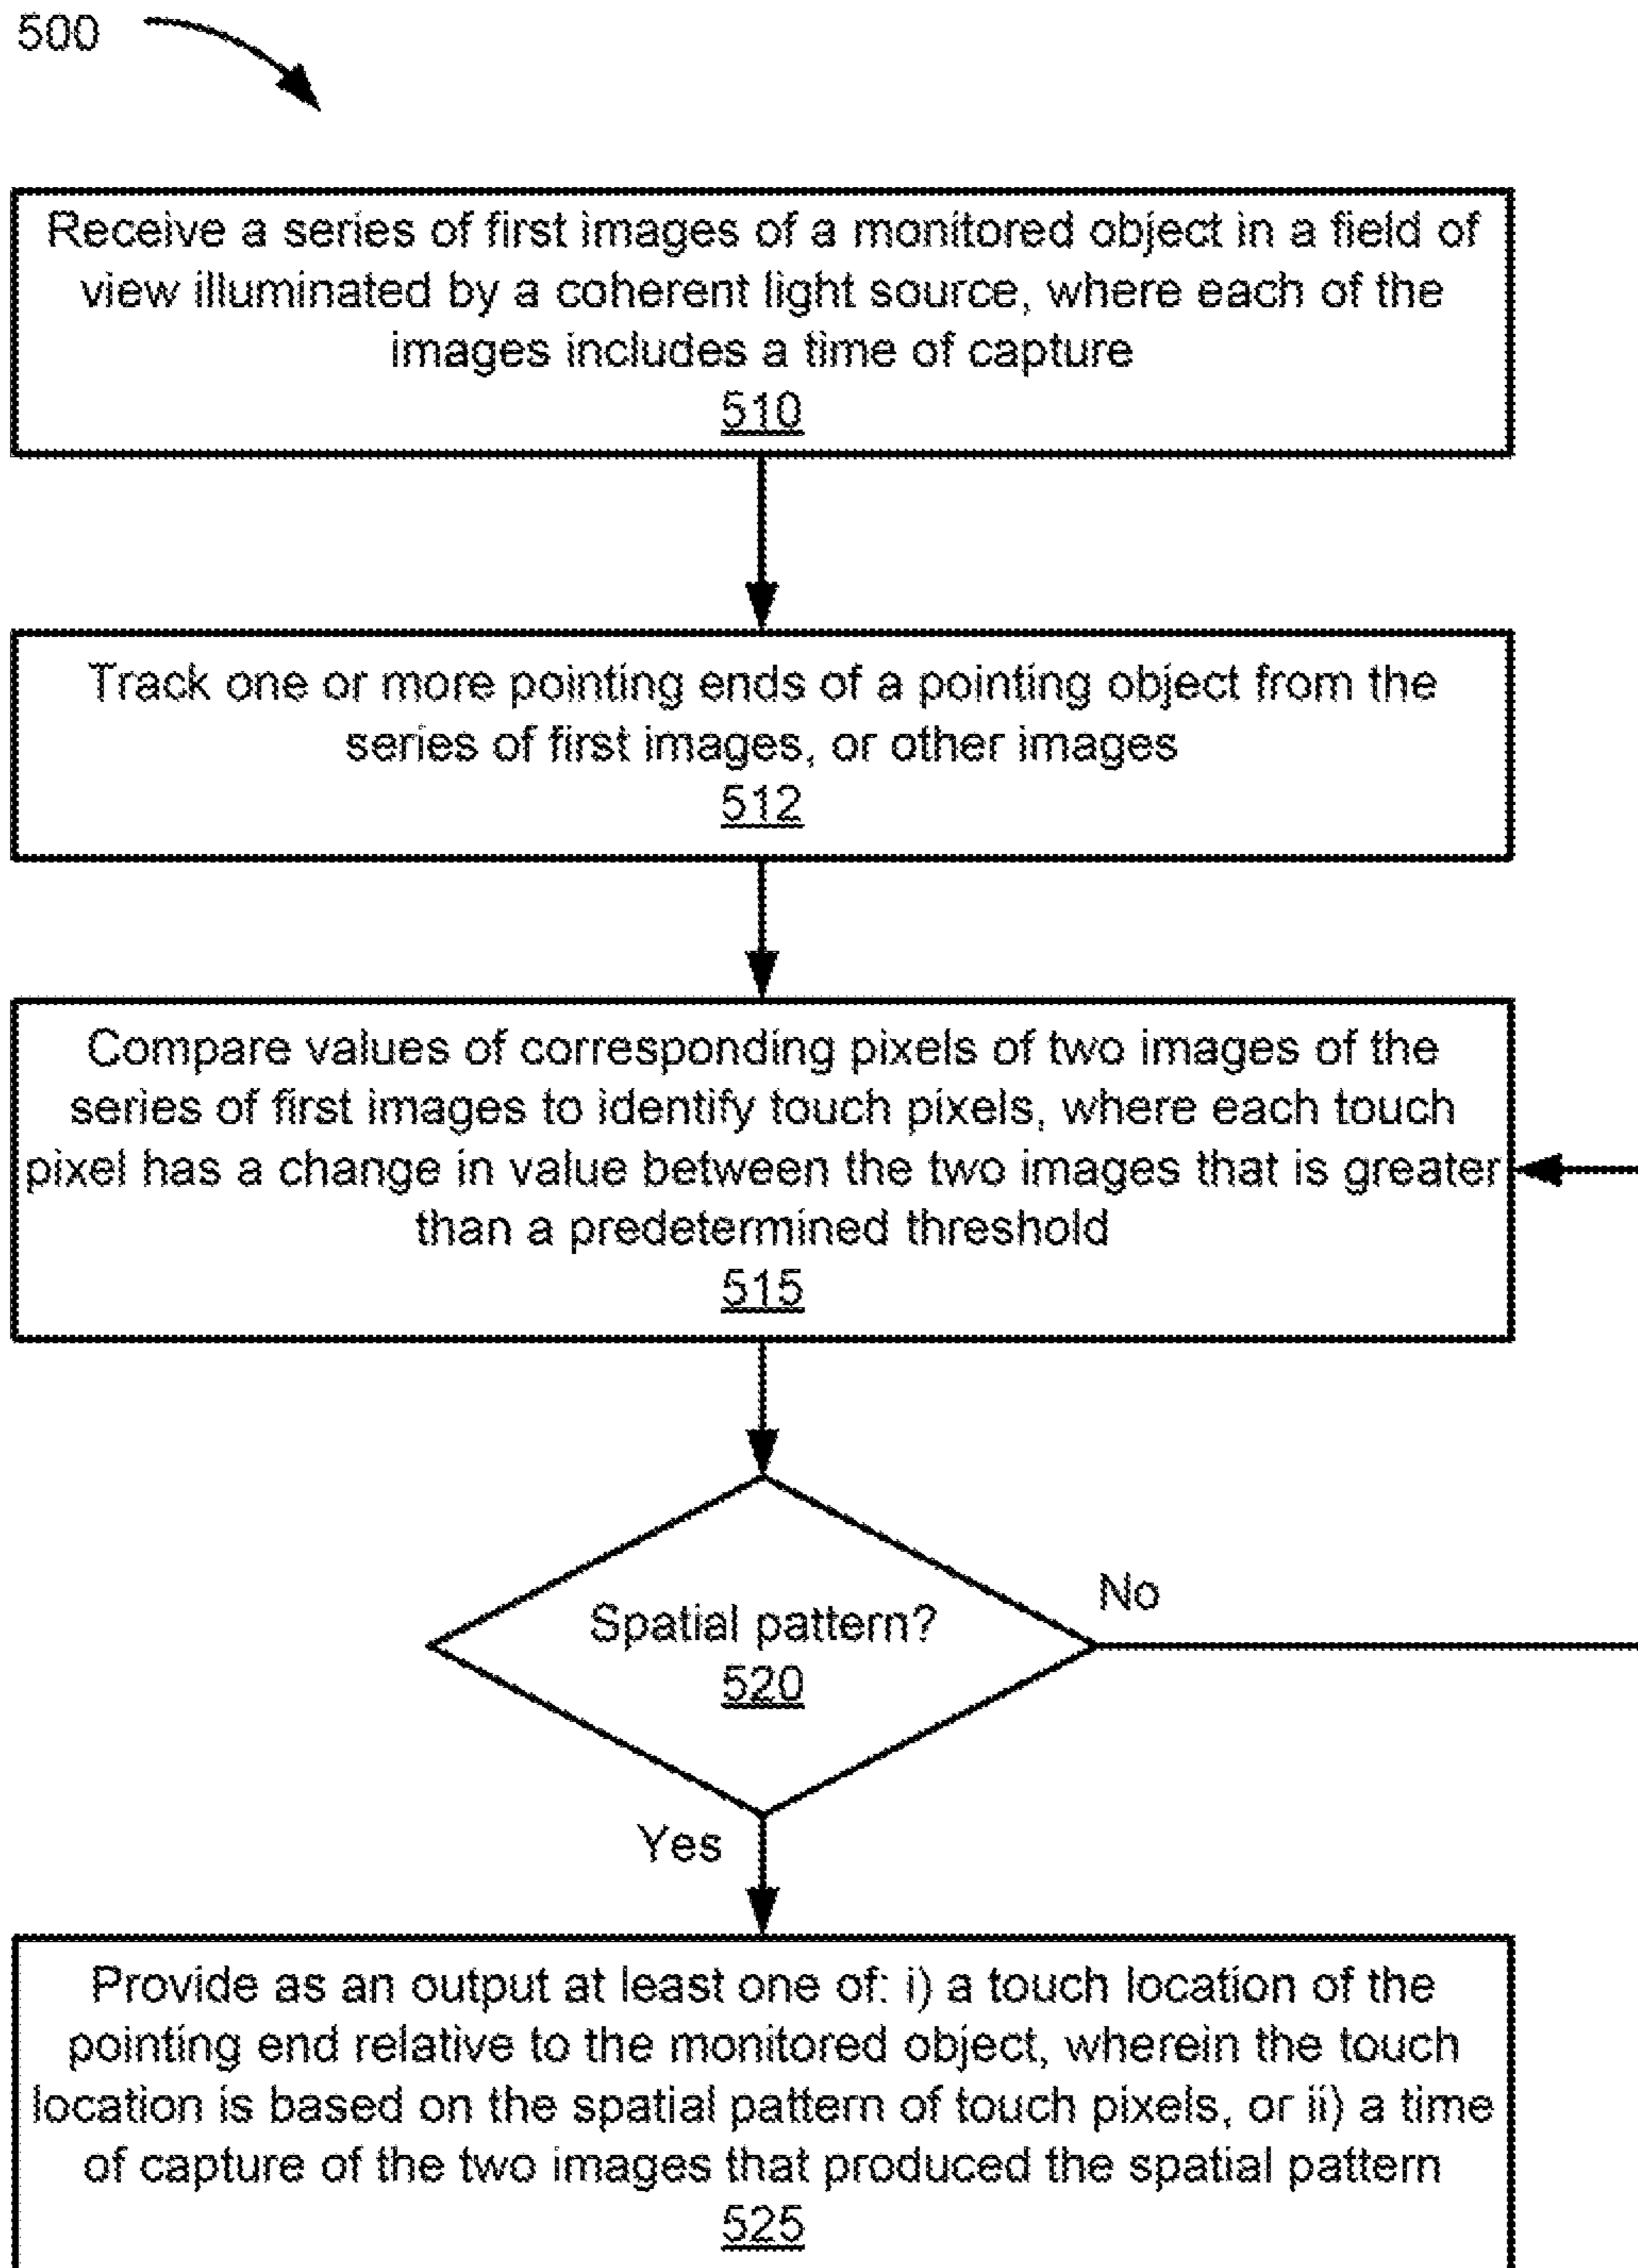 500
Receive a series of first images of a monitored object in a field of
view illuminated by a coherent light source, where each of the
images includes a time of capture
510
Track one or more pointing ends of a pointing object from the
series of first images, or other images
512
Compare values of corresponding pixels of two images of the
series of first images to identify touch pixels, where each touch
pixel has a change in value between the two images that is greater
than a predetermined threshold
515
Spatial pattern?
520
No
Yes
Provide as an output at least one of: i) a touch location of the
pointing end relative to the monitored object, wherein the touch
location is based on the spatial pattern of touch pixels, or ii) a time
of capture of the two images that produced the spatial pattern
525